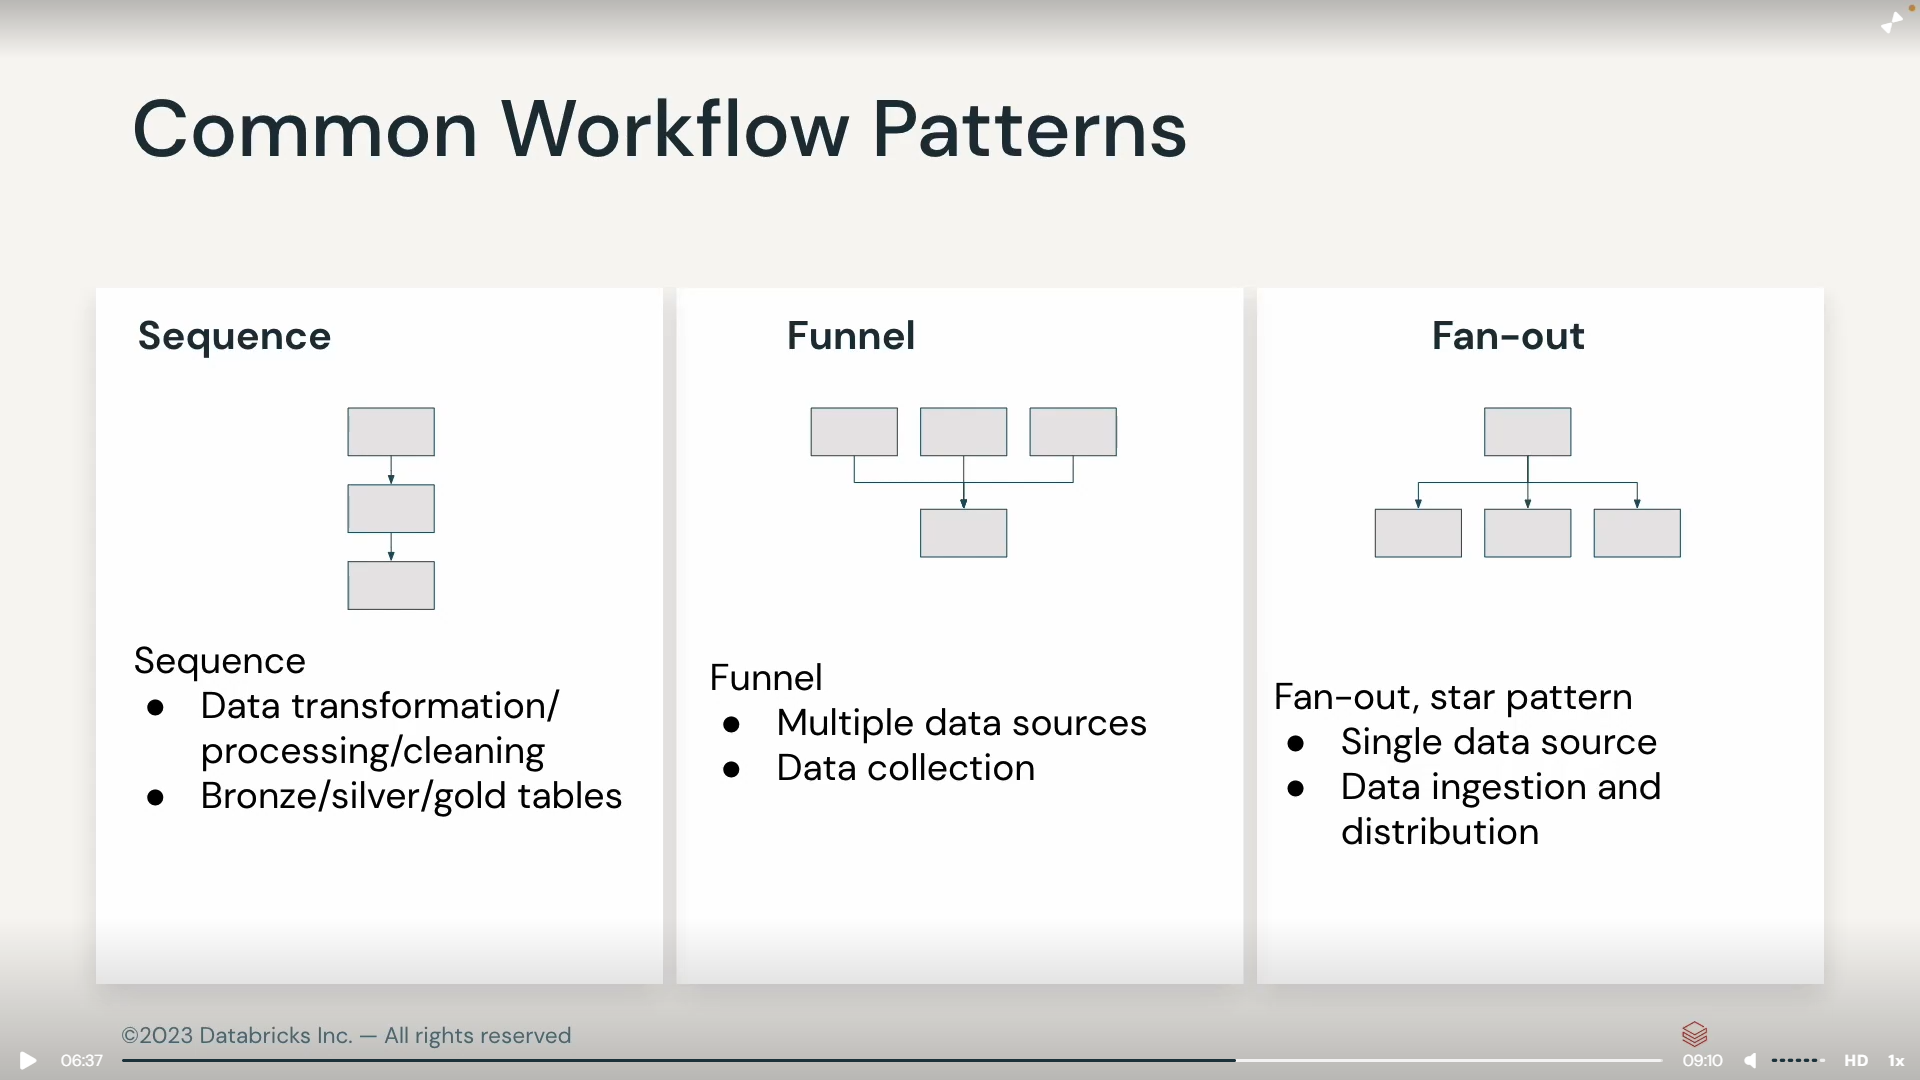 Common Workflow Patterns
Sequence
Sequence
● Data transformation/
processing/cleaning
● Bronze/silver/gold tables
Funnel
Funnel
● Multiple data sources
● Data collection
Fan-out
Fan-out, star pattern
● Single data source
● Data ingestion and
distribution
©2023 Databricks Inc. — All rights reserved
06:37
09:10
HD
1x